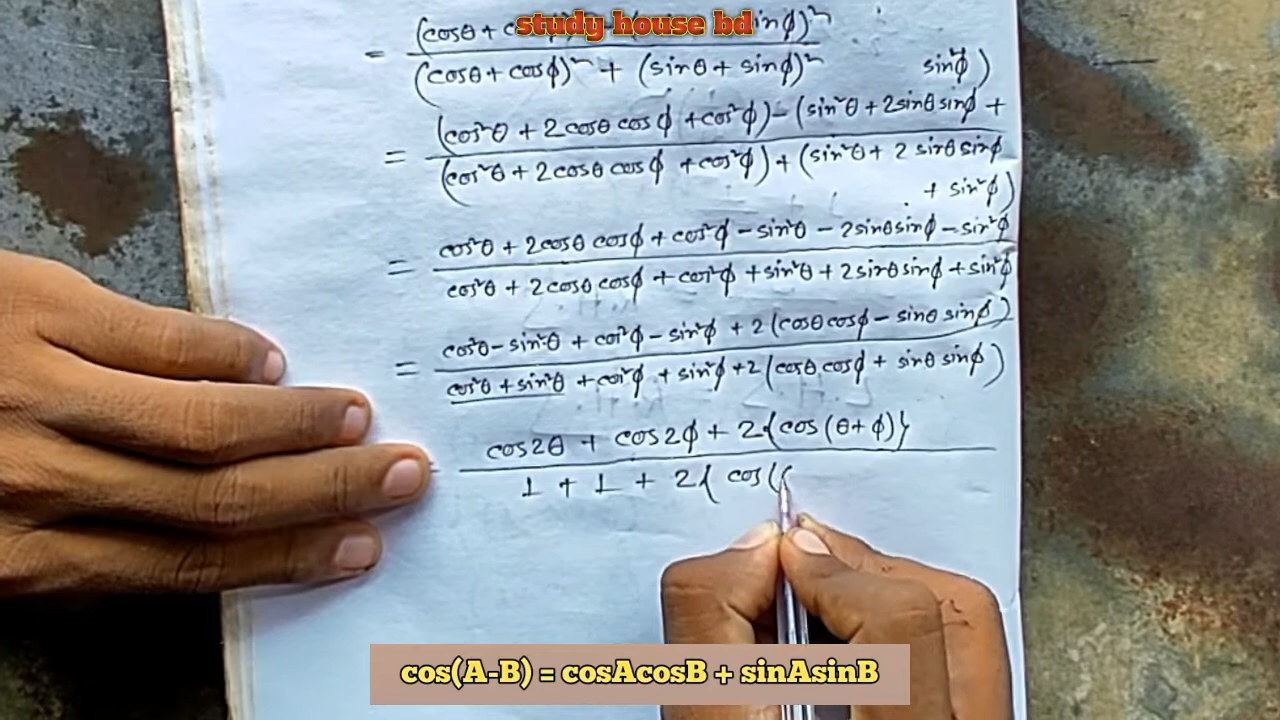 study house bd
= (cosθ + sinφ)²
(cosθ + cosφ)² + (sinθ + sinφ)²
sin²φ)
= (cos²θ + 2cosθ cosφ + cos²φ) - (sin²θ + 2sinθ sinφ +
(cos²θ + 2cosθ cosφ + cos²φ) + (sin²θ + 2 sinθ sinφ
+ sin²φ)
= cos²θ + 2cosθ cosφ + cos²φ - sin²θ - 2sinθ sinφ - sin²φ
cos²θ + 2cosθ cosφ + cos²φ + sin²θ + 2sinθ sinφ + sin²φ
= cos²θ - sin²θ + cos²φ - sin²φ + 2(cosθ cosφ - sinθ sinφ)
cos²θ + sin²θ + cos²φ + sin²φ + 2(cosθ cosφ + sinθ sinφ)
cos2θ + cos2φ + 2{cos(θ+φ)}
1 + 1 + 2{ cos(
cos(A-B) = cosAcosB + sinAsinB